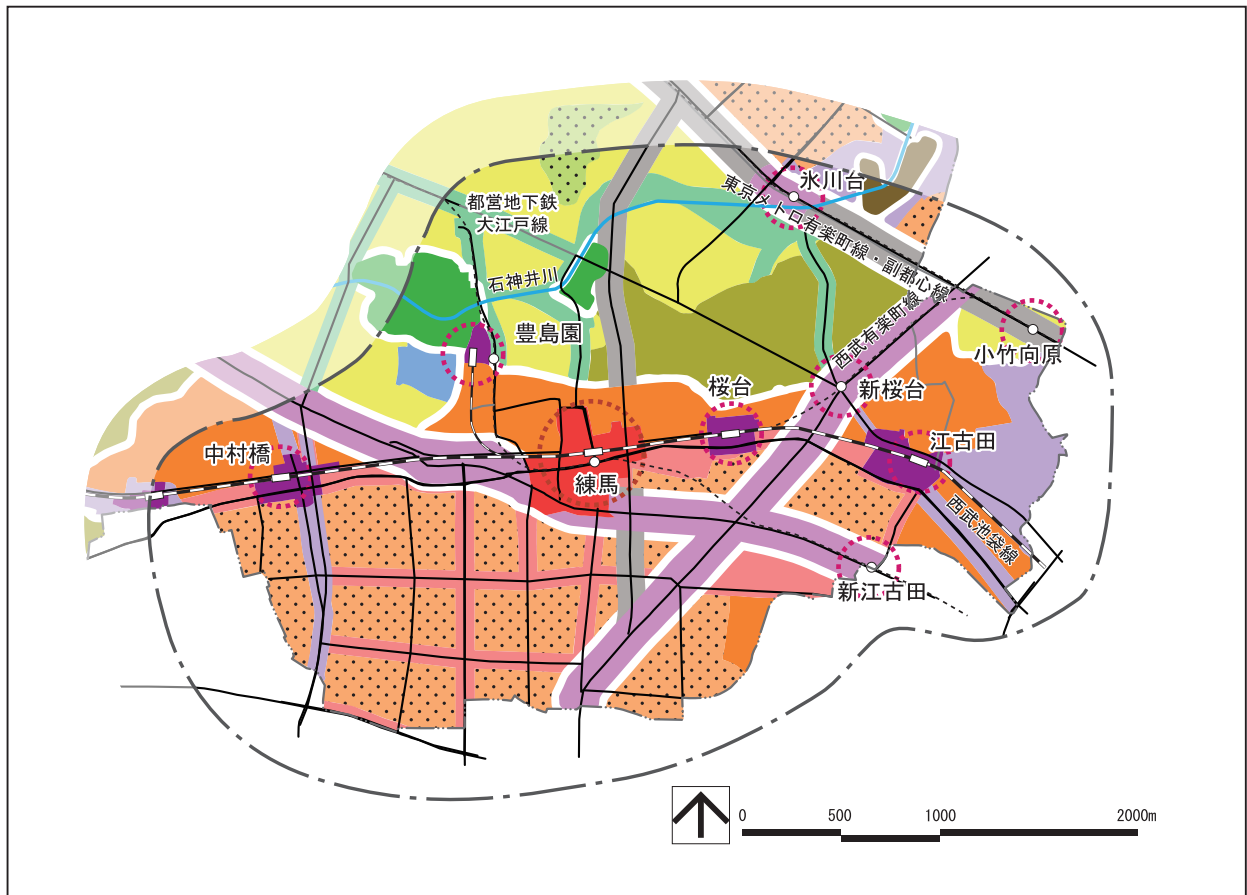 氷川台
東京メトロ有楽町線・副都心線
都営地下鉄
大江戸線
石神井川
豊島園
西武有楽町線
小竹向原
桜台
新桜台
中村橋
江古田
練馬
西武池袋線
新江古田
0 500 1000 2000m